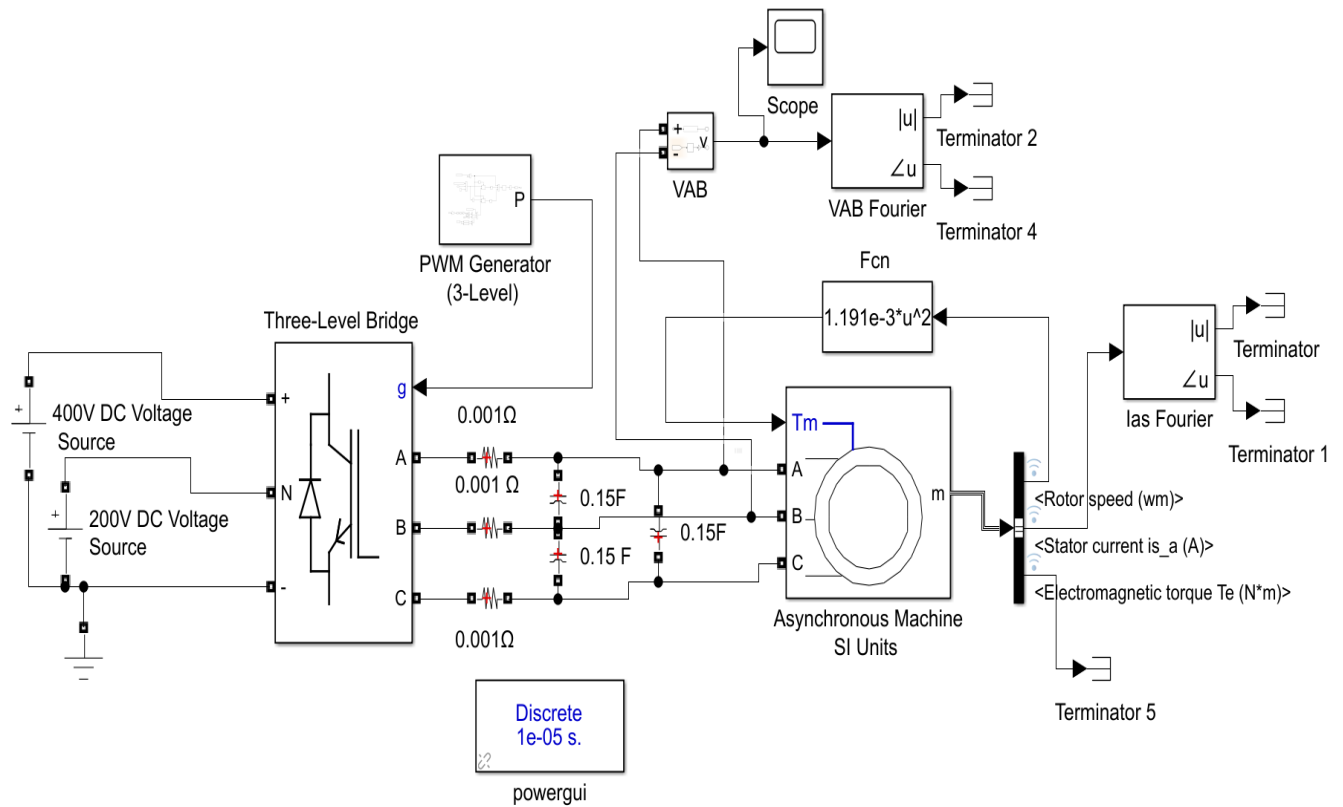 Scope
|u|
∠u
Terminator 2
Terminator 4
VAB Fourier
+
-
v
VAB
P
PWM Generator
(3-Level)
Fcn
1.191e-3*u^2
|u|
∠u
Terminator
Terminator 1
Ias Fourier
Three-Level Bridge
+
N
-
g
A
B
C
+
400V DC Voltage
Source
+
200V DC Voltage
Source
0.001Ω
0.001 Ω
0.001Ω
0.15F
0.15 F
0.15F
Tm
A
B
C
m
Asynchronous Machine
SI Units
<Rotor speed (wm)>
<Stator current is_a (A)>
<Electromagnetic torque Te (N*m)>
Terminator 5
Discrete
1e-05 s.
powergui